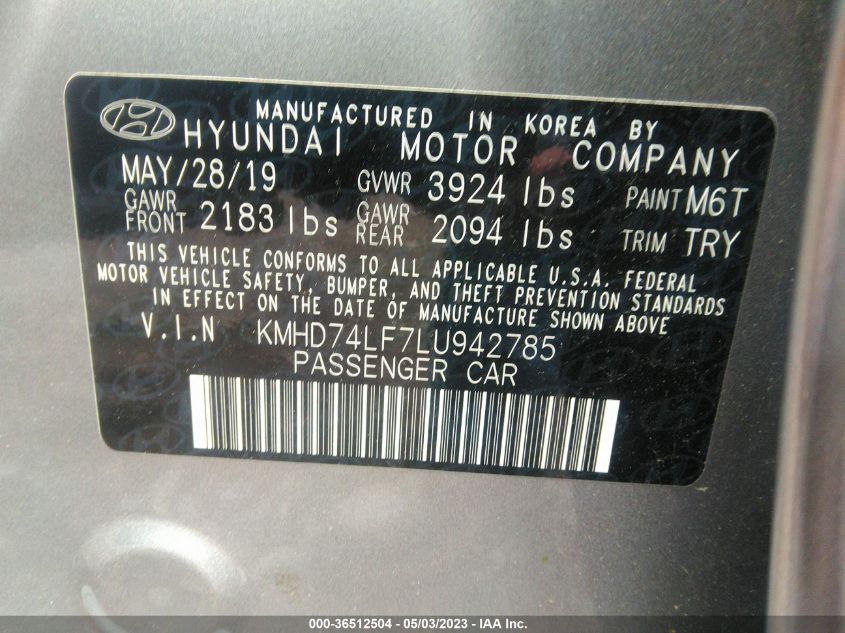 MANUFACTURED IN KOREA BY
HYUNDAI MOTOR COMPANY
MAY/28/19 GVWR 3924 lbs PAINT M6T
GAWR FRONT 2183 lbs GAWR REAR 2094 lbs TRIM TRY
THIS VEHICLE CONFORMS TO ALL APPLICABLE U.S.A. FEDERAL
MOTOR VEHICLE SAFETY, BUMPER, AND THEFT PREVENTION STANDARDS
IN EFFECT ON THE DATE OF MANUFACTURE SHOWN ABOVE
V.I.N KMHD74LF7LU942785
PASSENGER CAR
000-36512504 - 05/03/2023 - IAA Inc.